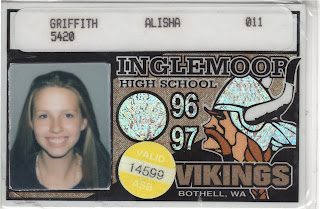 GRIFFITH ALISHA 011
5420
INGLEMOOR
HIGH SCHOOL
96
97
VALID
14599
ASB
VIKINGS
BOTHELL, WA